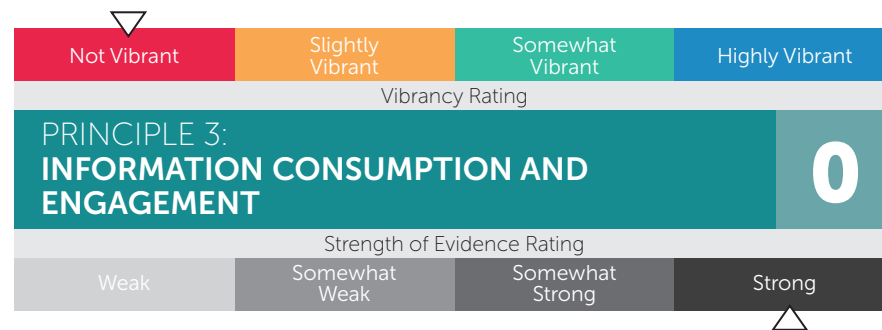 Not Vibrant
Slightly
Vibrant
Somewhat
Vibrant
Highly Vibrant
Vibrancy Rating
PRINCIPLE 3:
INFORMATION CONSUMPTION AND
ENGAGEMENT
0
Strength of Evidence Rating
Weak
Somewhat
Weak
Somewhat
Strong
Strong